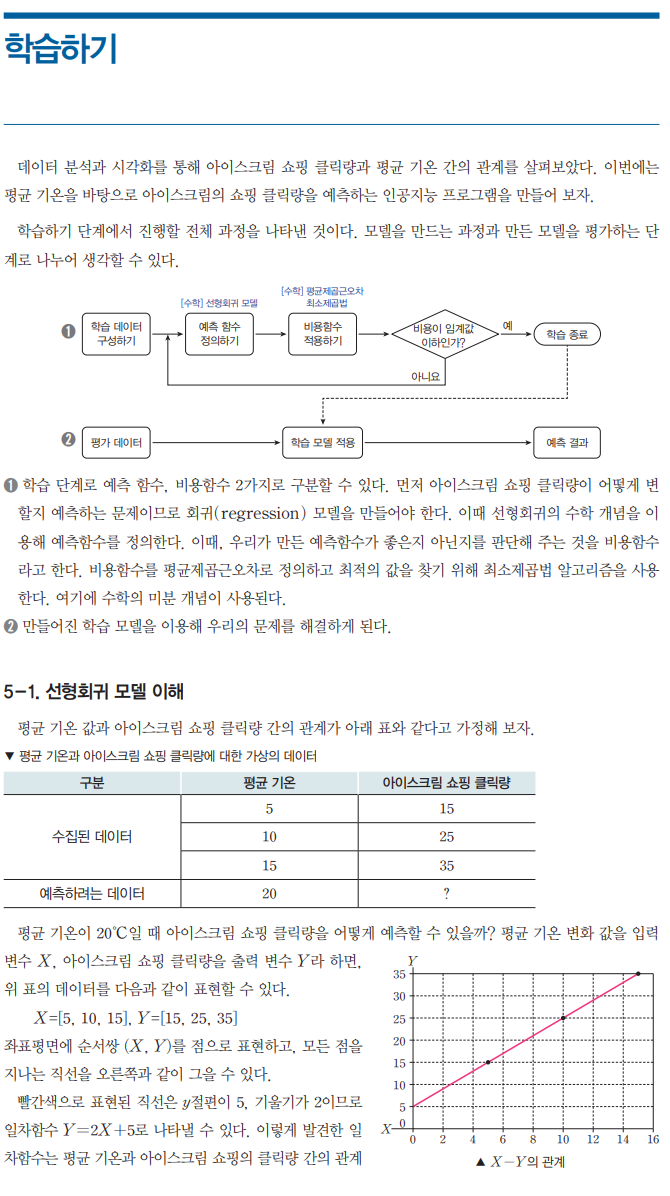 학습하기
데이터 분석과 시각화를 통해 아이스크림 쇼핑 클릭량과 평균 기온 간의 관계를 살펴보았다. 이번에는
평균 기온을 바탕으로 아이스크림의 쇼핑 클릭량을 예측하는 인공지능 프로그램을 만들어 보자.
학습하기 단계에서 진행할 전체 과정을 나타낸 것이다. 모델을 만드는 과정과 만든 모델을 평가하는 단
계로 나누어 생각할 수 있다.
[수학] 선형회귀 모델
[수학] 평균제곱근오차
최소제곱법
❶
학습 데이터
구성하기
예측 함수
정의하기
비용함수
적용하기
비용이 임계값
이하인가?
예
학습 종료
아니요
❷
평가 데이터
학습 모델 적용
예측 결과
❶ 학습 단계로 예측 함수, 비용함수 2가지로 구분할 수 있다. 먼저 아이스크림 쇼핑 클릭량이 어떻게 변
할지 예측하는 문제이므로 회귀(regression) 모델을 만들어야 한다. 이때 선형회귀의 수학 개념을 이
용해 예측함수를 정의한다. 이때, 우리가 만든 예측함수가 좋은지 아닌지를 판단해 주는 것을 비용함수
라고 한다. 비용함수를 평균제곱근오차로 정의하고 최적의 값을 찾기 위해 최소제곱법 알고리즘을 사용
한다. 여기에 수학의 미분 개념이 사용된다.
❷ 만들어진 학습 모델을 이용해 우리의 문제를 해결하게 된다.
5-1. 선형회귀 모델 이해
평균 기온 값과 아이스크림 쇼핑 클릭량 간의 관계가 아래 표와 같다고 가정해 보자.
▼ 평균 기온과 아이스크림 쇼핑 클릭량에 대한 가상의 데이터
구분 평균 기온 아이스크림 쇼핑 클릭량
수집된 데이터
5 15
10 25
15 35
예측하려는 데이터 20 ?
평균 기온이 20℃일 때 아이스크림 쇼핑 클릭량을 어떻게 예측할 수 있을까? 평균 기온 변화 값을 입력
변수 X, 아이스크림 쇼핑 클릭량을 출력 변수 Y라 하면,
위 표의 데이터를 다음과 같이 표현할 수 있다.
X=[5, 10, 15], Y=[15, 25, 35]
좌표평면에 순서쌍 (X, Y)를 점으로 표현하고, 모든 점을
지나는 직선을 오른쪽과 같이 그을 수 있다.
빨간색으로 표현된 직선은 y절편이 5, 기울기가 2이므로
일차함수 Y=2X+5로 나타낼 수 있다. 이렇게 발견한 일
차함수는 평균 기온과 아이스크림 쇼핑의 클릭량 간의 관계
Y
35
30
25
20
15
10
5
0
X
0 2 4 6 8 10 12 14 16
▲ X-Y의 관계